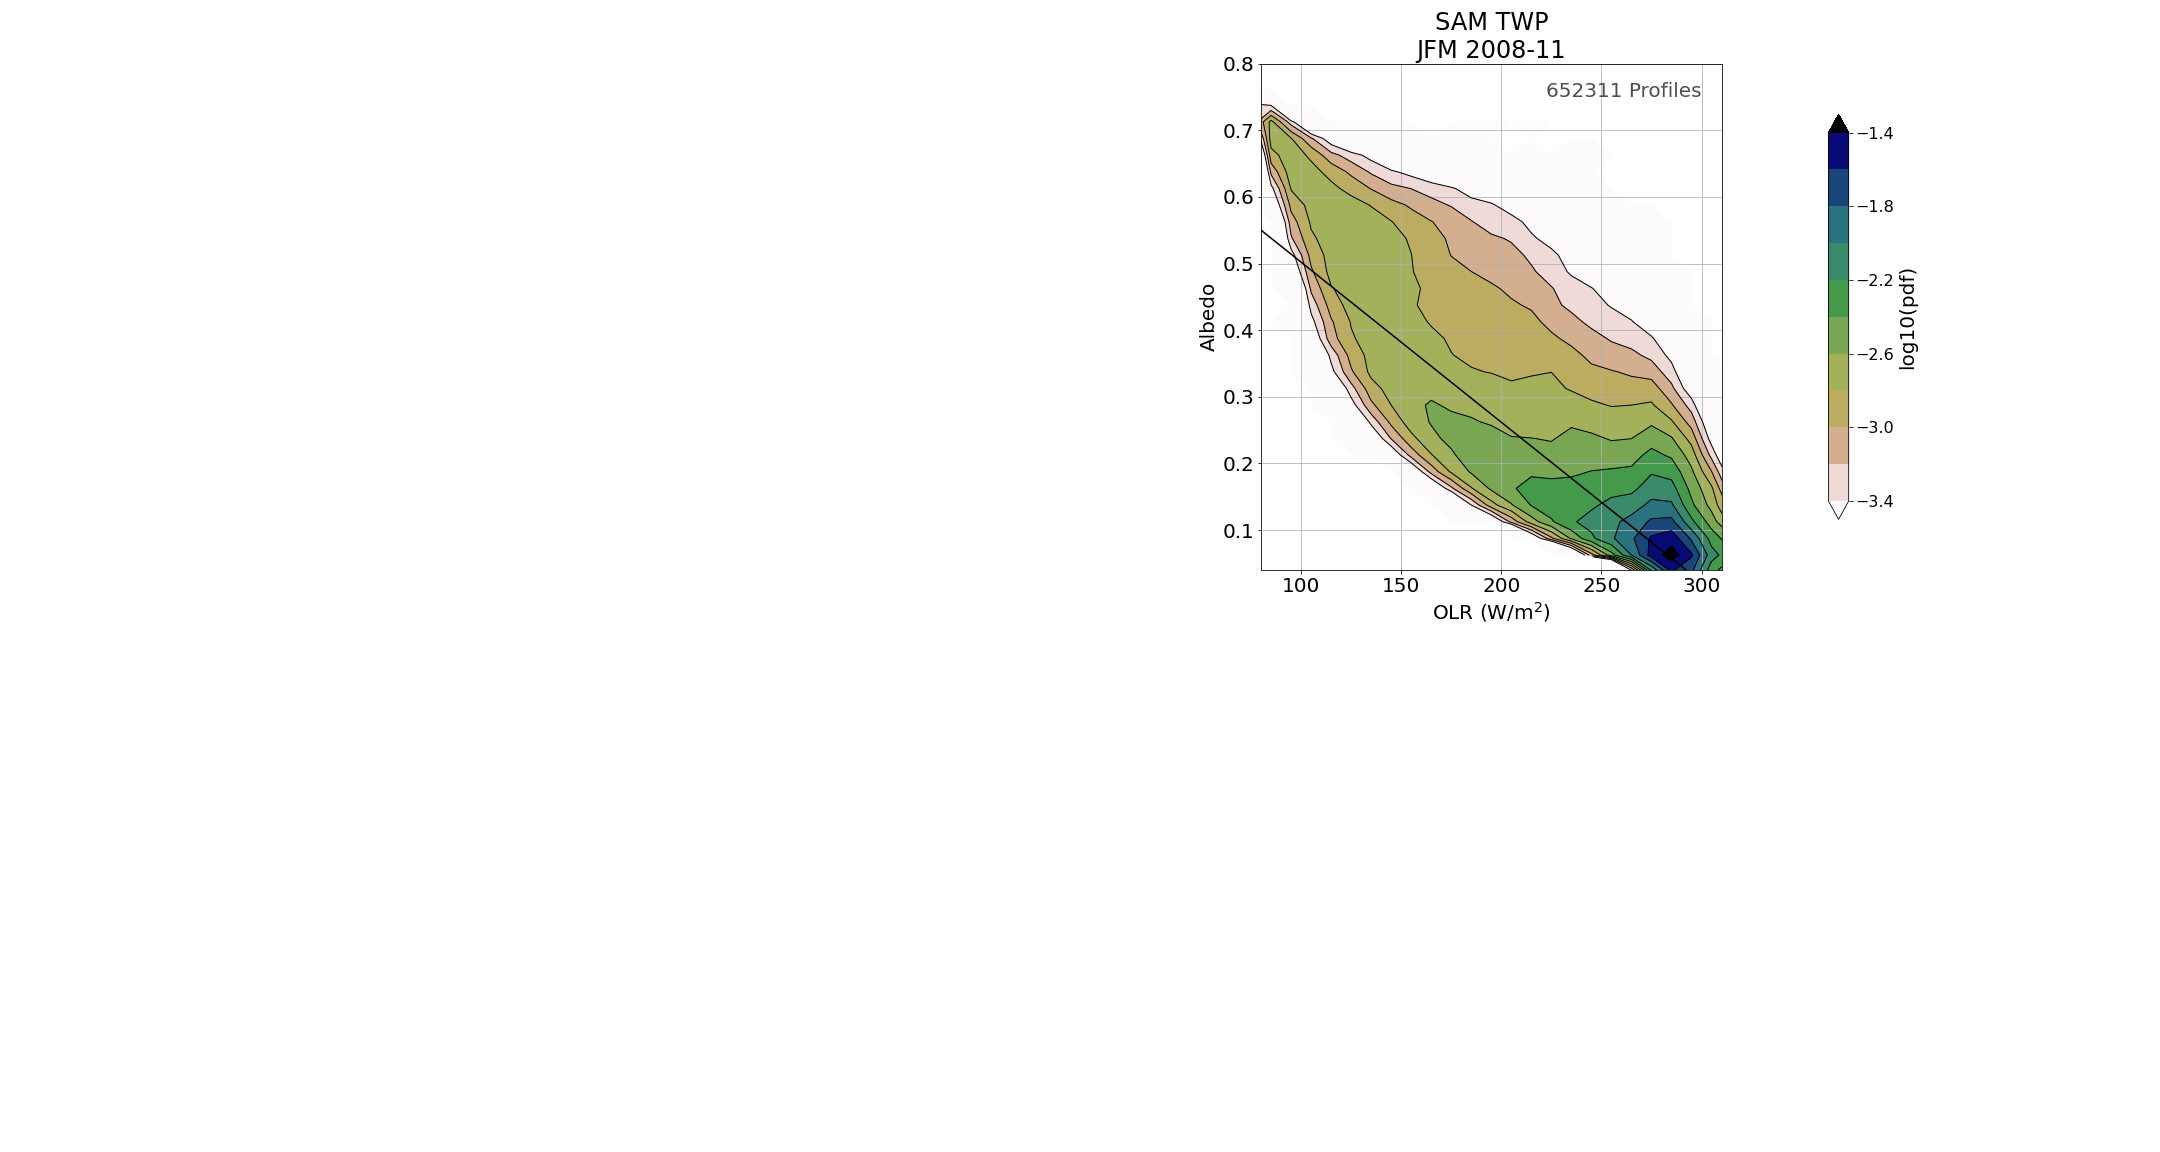 SAM TWP
JFM 2008-11
652311 Profiles
0.8
0.7
0.6
0.5
0.4
0.3
0.2
0.1
Albedo
100 150 200 250 300
OLR (W/m²)
−1.4
−1.8
−2.2
−2.6
−3.0
−3.4
log10(pdf)